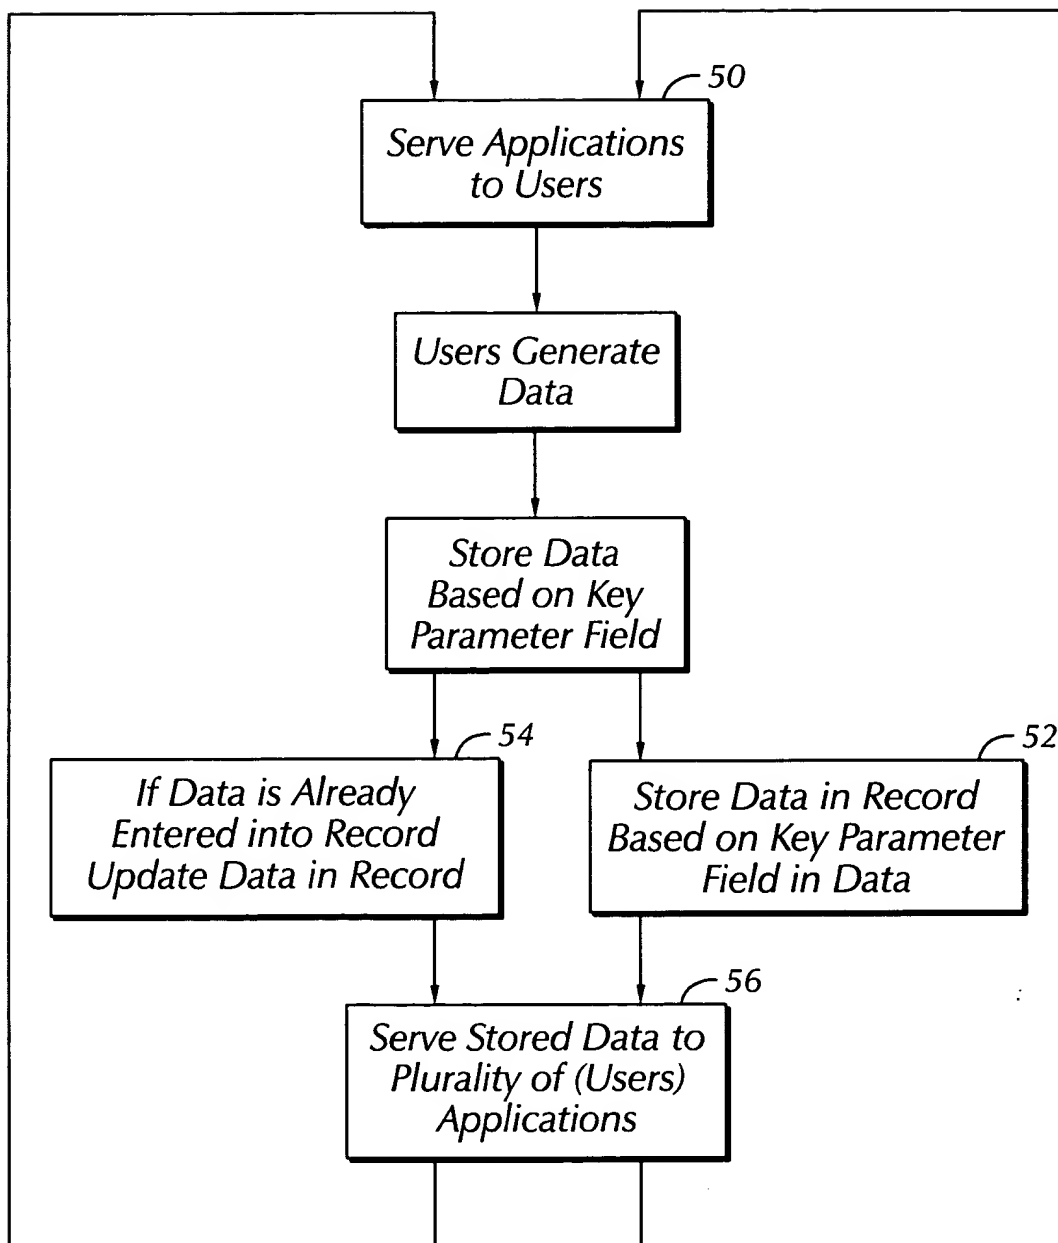 50
Serve Applications
to Users
Users Generate
Data
Store Data
Based on Key
Parameter Field
54
If Data is Already
Entered into Record
Update Data in Record
52
Store Data in Record
Based on Key Parameter
Field in Data
56
Serve Stored Data to
Plurality of (Users)
Applications